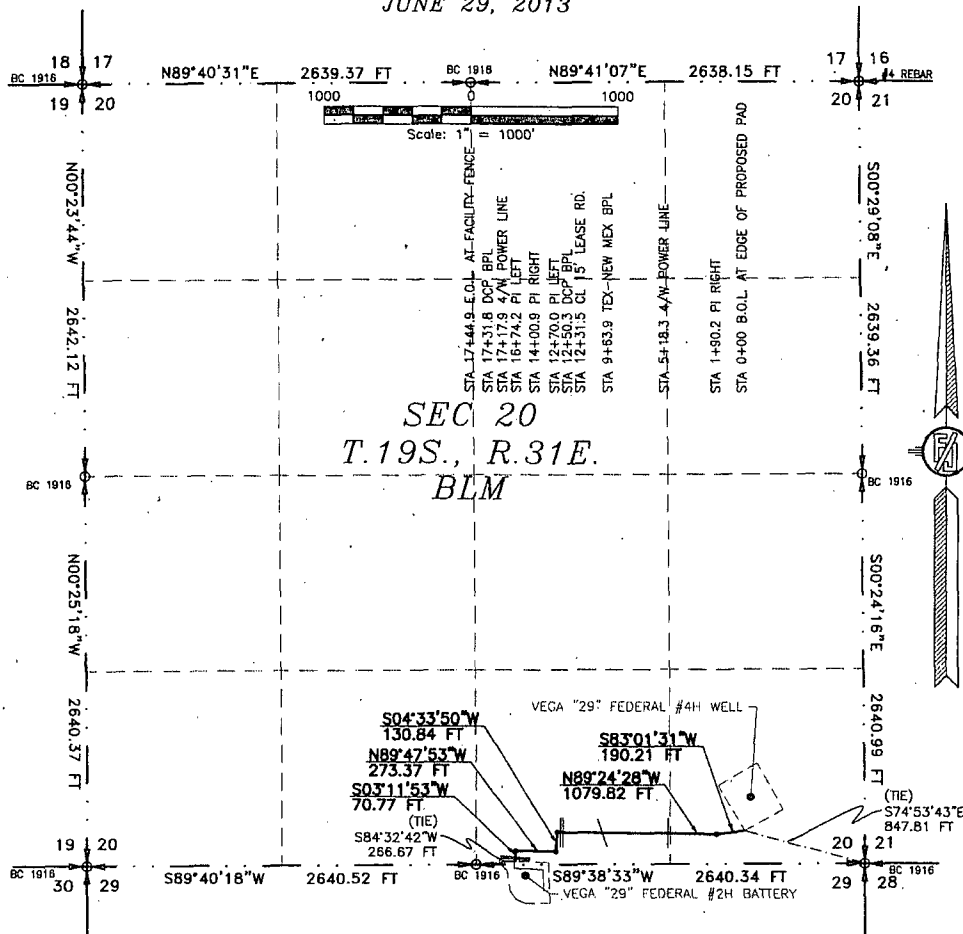 JUNE 29, 2013
18 17
17 16
BC 1916
N89°40'31"E 2639.37 FT
BC 1916
N89°41'07"E 2638.15 FT
#4 REBAR
19 20
20 21
1000 0 1000
Scale: 1" = 1000'
STA 17+44.9 E.O.L. AT FACILITY FENCE
STA 17+31.8 DCP BPL
STA 17+17.9 4/W POWER LINE
STA 16+74.2 PI LEFT
STA 14+00.9 PI RIGHT
STA 12+70.0 PI LEFT
STA 12+50.3 DCP BPL
STA 12+31.5 CL 15' LEASE RD.
STA 9+63.9 TEX-NEW MEX BPL
STA 5+18.3 4/W POWER LINE
STA 1+90.2 PI RIGHT
STA 0+00 B.O.L. AT EDGE OF PROPOSED PAD
N00°23'44"W 2642.12 FT
S00°29'08"E 2639.36 FT
SEC 20
T.19S., R.31E.
BLM
BC 1916
BC 1916
N00°25'18"W 2640.37 FT
S00°24'16"E 2640.99 FT
VEGA "29" FEDERAL #4H WELL
S04°33'50"W
130.84 FT
S83°01'31"W
190.21 FT
N89°47'53"W
273.37 FT
N89°24'28"W
1079.82 FT
S03°11'53"W
70.77 FT
(TIE)
S74°53'43"E
847.81 FT
(TIE)
S84°32'42"W
266.67 FT
19 20
20 21
BC 1916
S89°40'18"W 2640.52 FT
BC 1916
S89°38'33"W 2640.34 FT
BC 1916
30 29
29 28
VEGA "29" FEDERAL #2H BATTERY